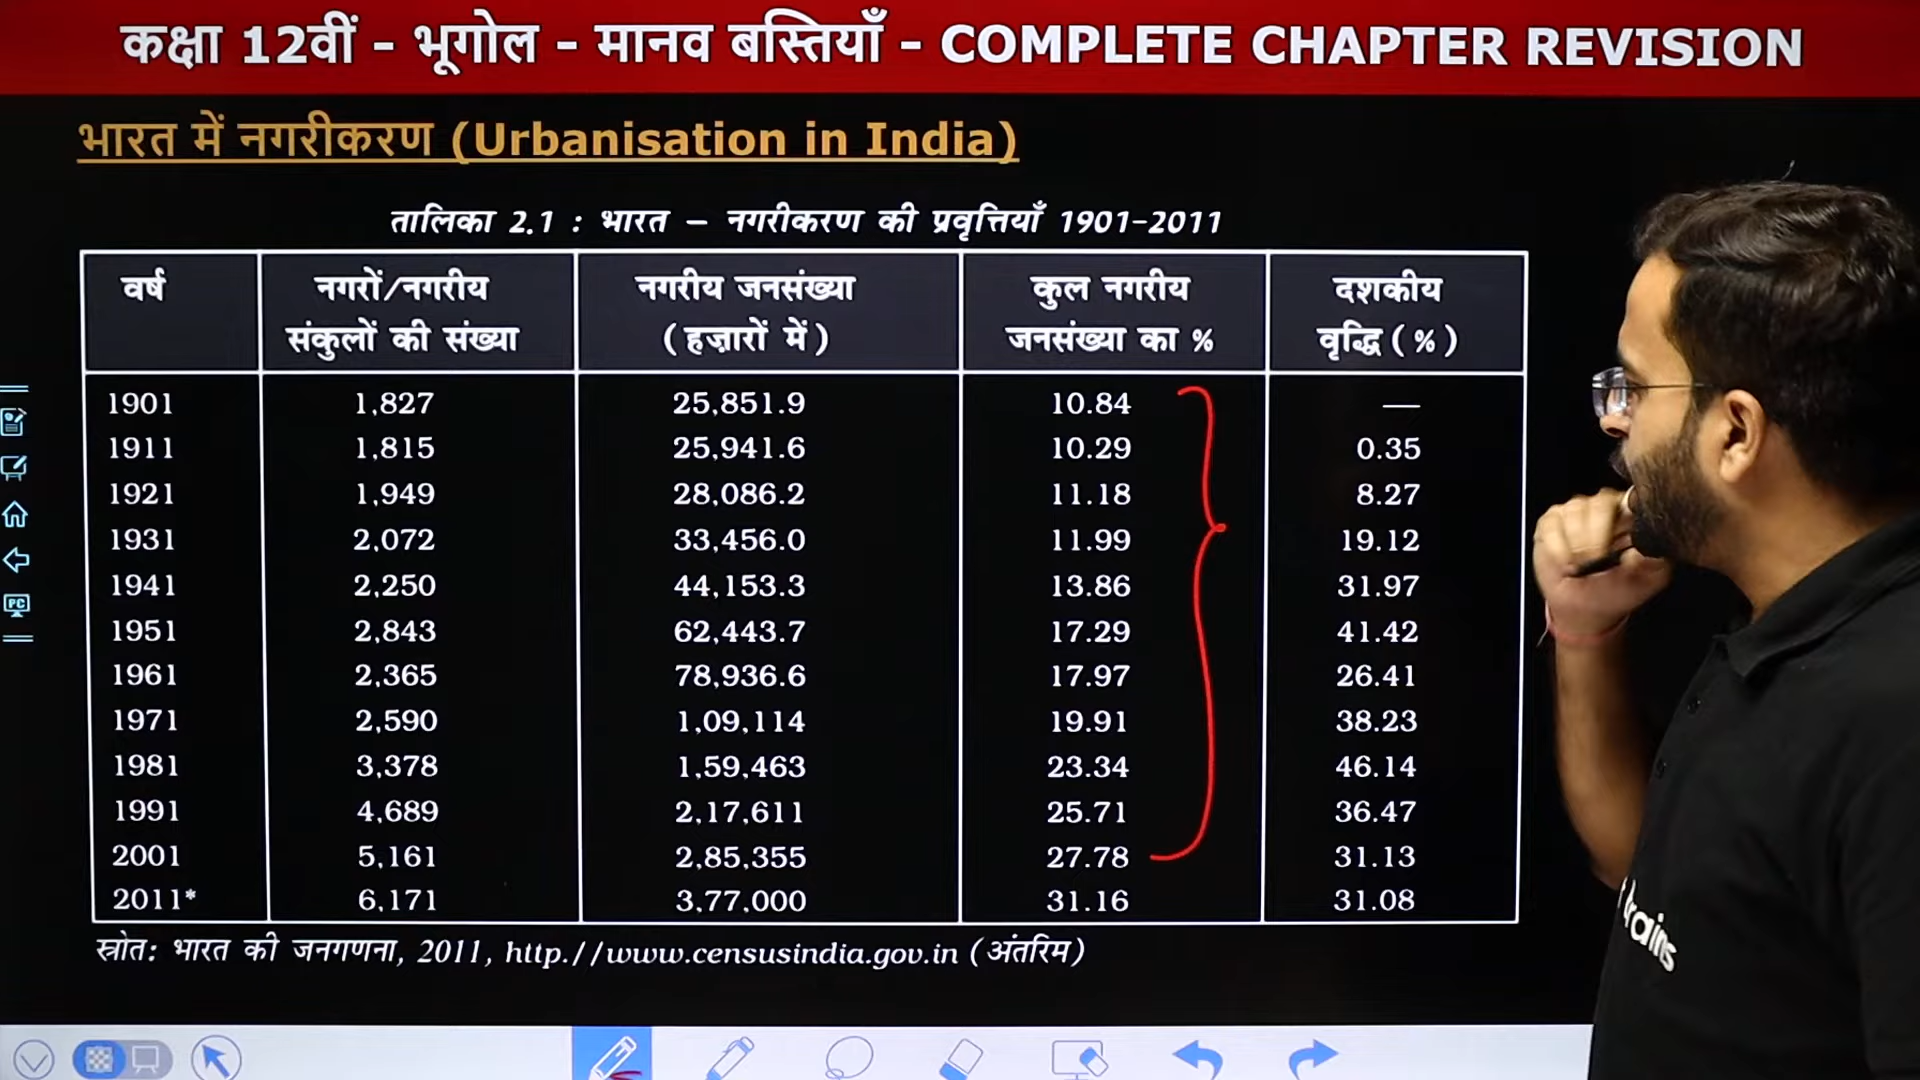 कक्षा 12वीं - भूगोल - मानव बस्तियाँ - COMPLETE CHAPTER REVISION
भारत में नगरीकरण (Urbanisation in India)
तालिका 2.1 : भारत – नगरीकरण की प्रवृत्तियाँ 1901-2011
वर्ष नगरों/नगरीय संकुलों की संख्या नगरीय जनसंख्या (हज़ारों में) कुल नगरीय जनसंख्या का % दशकीय वृद्धि (%)
1901 1,827 25,851.9 10.84 —
1911 1,815 25,941.6 10.29 0.35
1921 1,949 28,086.2 11.18 8.27
1931 2,072 33,456.0 11.99 19.12
1941 2,250 44,153.3 13.86 31.97
1951 2,843 62,443.7 17.29 41.42
1961 2,365 78,936.6 17.97 26.41
1971 2,590 1,09,114 19.91 38.23
1981 3,378 1,59,463 23.34 46.14
1991 4,689 2,17,611 25.71 36.47
2001 5,161 2,85,355 27.78 31.13
2011* 6,171 3,77,000 31.16 31.08
स्रोत: भारत की जनगणना, 2011, http.//www.censusindia.gov.in (अंतरिम)
PC